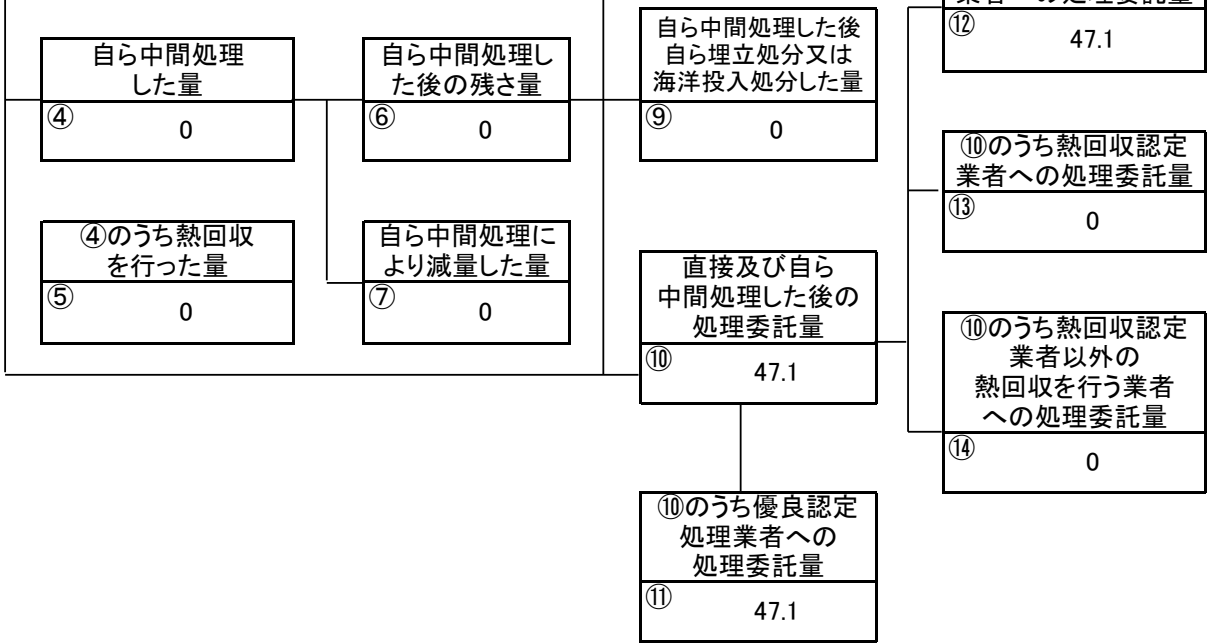 自ら中間処理
した量
④
0
自ら中間処理し
た後の残さ量
⑥
0
自ら中間処理した後
自ら埋立処分又は
海洋投入処分した量
⑨
0
⑫
47.1
⑩のうち熱回収認定
業者への処理委託量
⑬
0
④のうち熱回収
を行った量
⑤
0
自ら中間処理に
より減量した量
⑦
0
直接及び自ら
中間処理した後の
処理委託量
⑩
47.1
⑩のうち熱回収認定
業者以外の
熱回収を行う業者
への処理委託量
⑭
0
⑩のうち優良認定
処理業者への
処理委託量
⑪
47.1